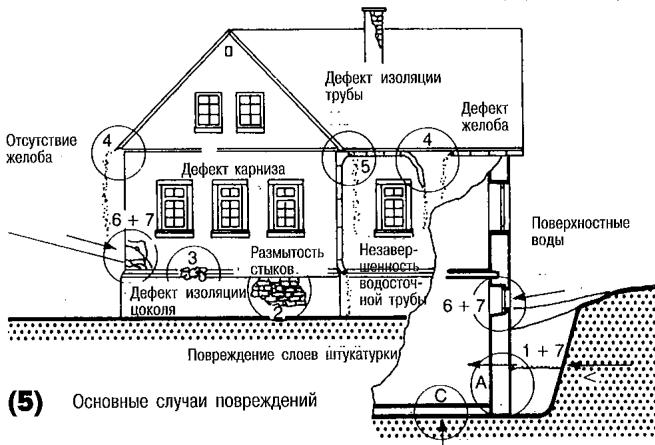 Дефект изоляции
трубы
Дефект
желоба
Отсутствие
желоба
4
5
4
Дефект карниза
6 + 7
Поверхностные
воды
3
Размытость
стыков
Незавер-
шенность
водосточ-
ной трубы
Дефект изоляции
цоколя
2
6 + 7
Повреждение слоев штукатурки
1 + 7
A
C
(5) Основные случаи повреждений